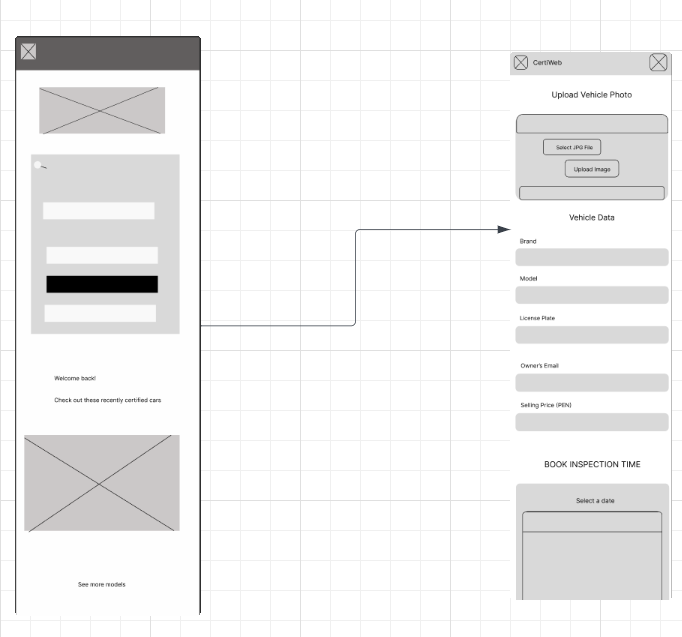 Welcome back!
Check out these recently certified cars
See more models
CertiWeb
Upload Vehicle Photo
Select JPG File
Upload Image
Vehicle Data
Brand
Model
License Plate
Owner's Email
Selling Price (PEN)
BOOK INSPECTION TIME
Select a date